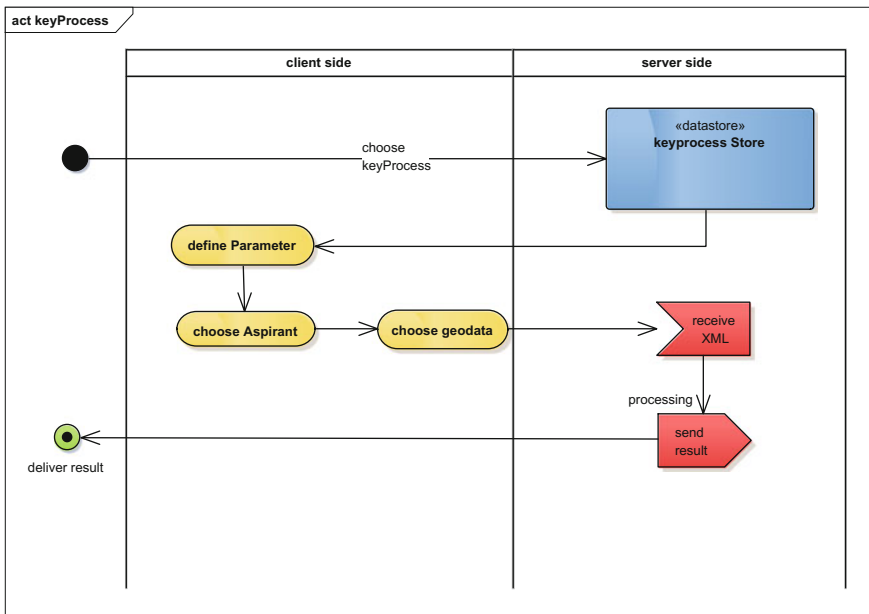 act keyProcess
client side
server side
«datastore»
keyprocess Store
choose
keyProcess
define Parameter
choose Aspirant
choose geodata
receive
XML
processing
send
result
deliver result